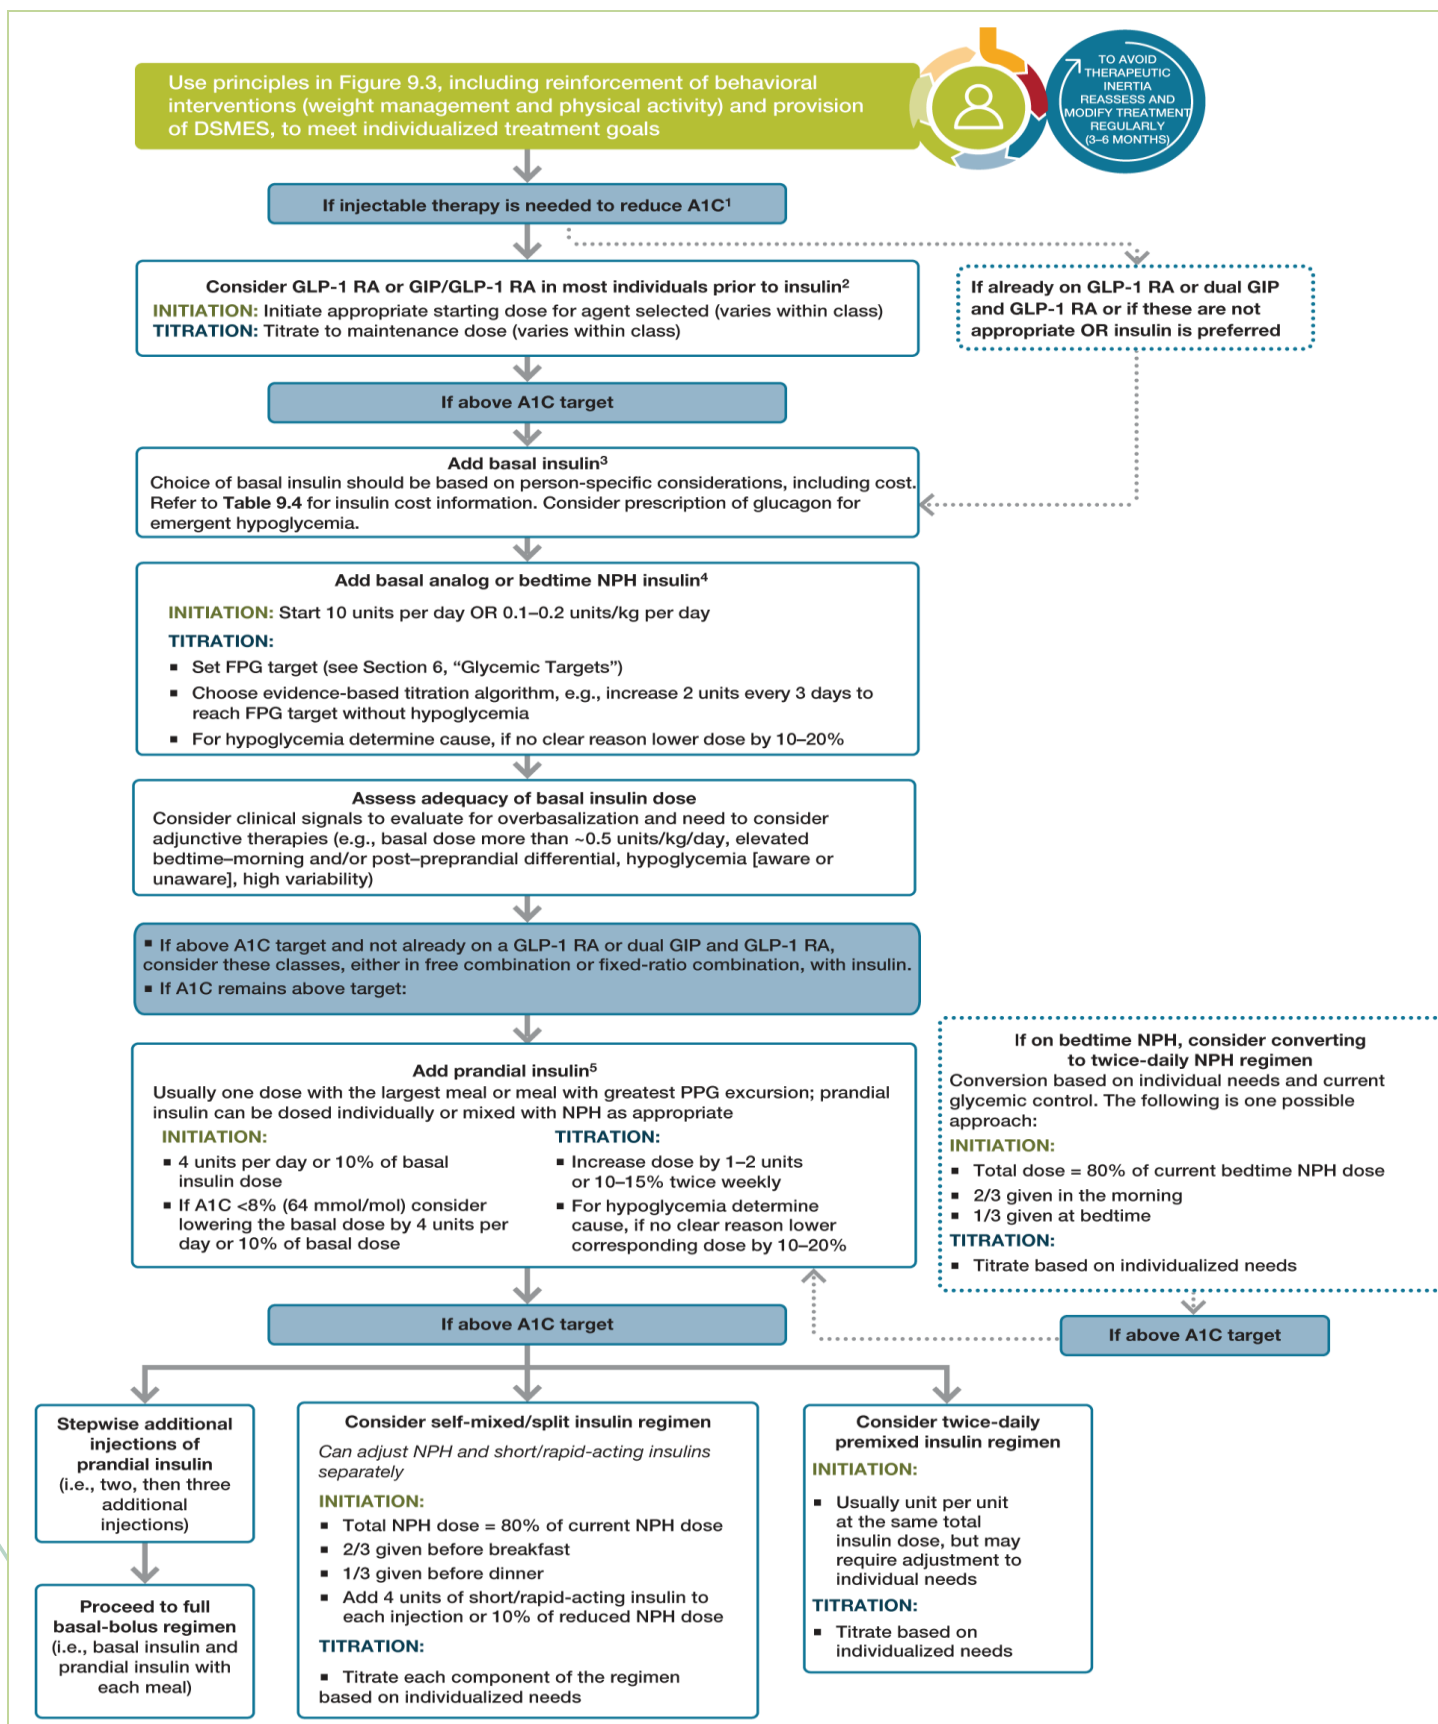 Use principles in Figure 9.3, including reinforcement of behavioral
interventions (weight management and physical activity) and provision
of DSMES, to meet individualized treatment goals
TO AVOID
THERAPEUTIC
INERTIA
REASSESS AND
MODIFY TREATMENT
REGULARLY
(3–6 MONTHS)
If injectable therapy is needed to reduce A1C¹
Consider GLP-1 RA or GIP/GLP-1 RA in most individuals prior to insulin²
INITIATION: Initiate appropriate starting dose for agent selected (varies within class)
TITRATION: Titrate to maintenance dose (varies within class)
If already on GLP-1 RA or dual GIP
and GLP-1 RA or if these are not
appropriate OR insulin is preferred
If above A1C target
Add basal insulin³
Choice of basal insulin should be based on person-specific considerations, including cost.
Refer to Table 9.4 for insulin cost information. Consider prescription of glucagon for
emergent hypoglycemia.
Add basal analog or bedtime NPH insulin⁴
INITIATION: Start 10 units per day OR 0.1–0.2 units/kg per day
TITRATION:
■ Set FPG target (see Section 6, “Glycemic Targets”)
■ Choose evidence-based titration algorithm, e.g., increase 2 units every 3 days to
reach FPG target without hypoglycemia
■ For hypoglycemia determine cause, if no clear reason lower dose by 10–20%
Assess adequacy of basal insulin dose
Consider clinical signals to evaluate for overbasalization and need to consider
adjunctive therapies (e.g., basal dose more than ~0.5 units/kg/day, elevated
bedtime–morning and/or post–preprandial differential, hypoglycemia [aware or
unaware], high variability)
■ If above A1C target and not already on a GLP-1 RA or dual GIP and GLP-1 RA,
consider these classes, either in free combination or fixed-ratio combination, with insulin.
■ If A1C remains above target:
Add prandial insulin⁵
Usually one dose with the largest meal or meal with greatest PPG excursion; prandial
insulin can be dosed individually or mixed with NPH as appropriate
INITIATION:
■ 4 units per day or 10% of basal
insulin dose
■ If A1C <8% (64 mmol/mol) consider
lowering the basal dose by 4 units per
day or 10% of basal dose
TITRATION:
■ Increase dose by 1–2 units
or 10–15% twice weekly
■ For hypoglycemia determine
cause, if no clear reason lower
corresponding dose by 10–20%
If on bedtime NPH, consider converting
to twice-daily NPH regimen
Conversion based on individual needs and current
glycemic control. The following is one possible
approach:
INITIATION:
■ Total dose = 80% of current bedtime NPH dose
■ 2/3 given in the morning
■ 1/3 given at bedtime
TITRATION:
■ Titrate based on individualized needs
If above A1C target
If above A1C target
Stepwise additional
injections of
prandial insulin
(i.e., two, then three
additional
injections)
Proceed to full
basal-bolus regimen
(i.e., basal insulin and
prandial insulin with
each meal)
Consider self-mixed/split insulin regimen
Can adjust NPH and short/rapid-acting insulins
separately
INITIATION:
■ Total NPH dose = 80% of current NPH dose
■ 2/3 given before breakfast
■ 1/3 given before dinner
■ Add 4 units of short/rapid-acting insulin to
each injection or 10% of reduced NPH dose
TITRATION:
■ Titrate each component of the regimen
based on individualized needs
Consider twice-daily
premixed insulin regimen
INITIATION:
■ Usually unit per unit
at the same total
insulin dose, but may
require adjustment to
individual needs
TITRATION:
■ Titrate based on
individualized needs